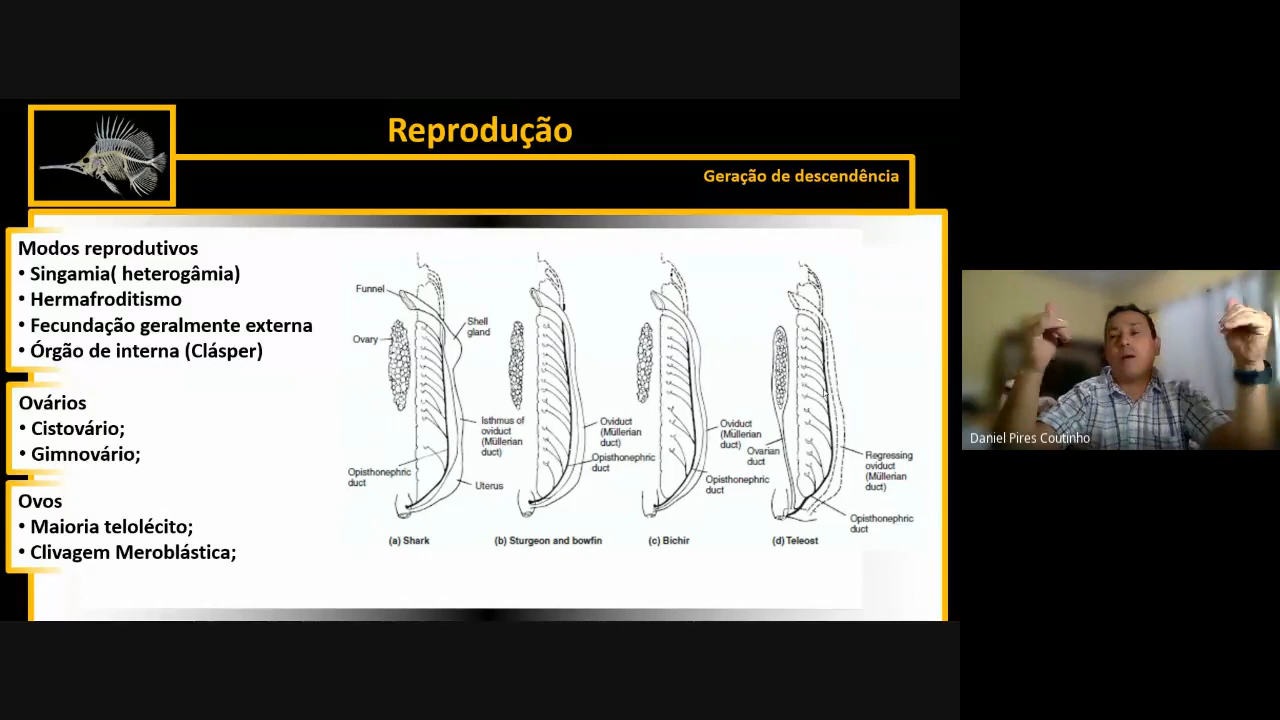 Reprodução
Geração de descendência
Modos reprodutivos
• Singamia( heterogâmia)
• Hermafroditismo
• Fecundação geralmente externa
• Órgão de interna (Clásper)
Ovários
• Cistovário;
• Gimnovário;
Ovos
• Maioria telolécito;
• Clivagem Meroblástica;
Funnel
Ovary
Shell
gland
Isthmus of
oviduct
(Müllerian
duct)
Opisthonephric
duct
Uterus
(a) Shark
Oviduct
(Müllerian
duct)
Opisthonephric
duct
(b) Sturgeon and bowfin
Oviduct
(Müllerian
duct)
Opisthonephric
duct
(c) Bichir
Ovarian
duct
Regressing
oviduct
(Müllerian
duct)
Opisthonephric
duct
(d) Teleost
Daniel Pires Coutinho